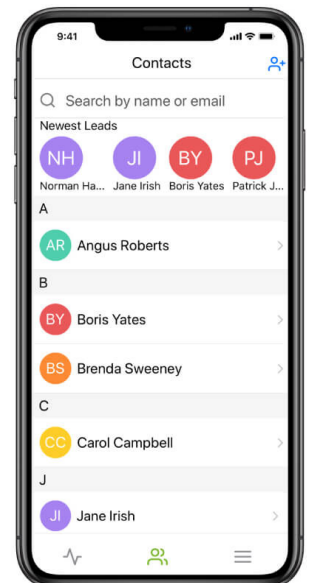 9:41
Contacts
Search by name or email
Newest Leads
NH JI BY PJ
Norman Ha... Jane Irish Boris Yates Patrick J...
A
AR Angus Roberts
B
BY Boris Yates
BS Brenda Sweeney
C
CC Carol Campbell
J
JI Jane Irish